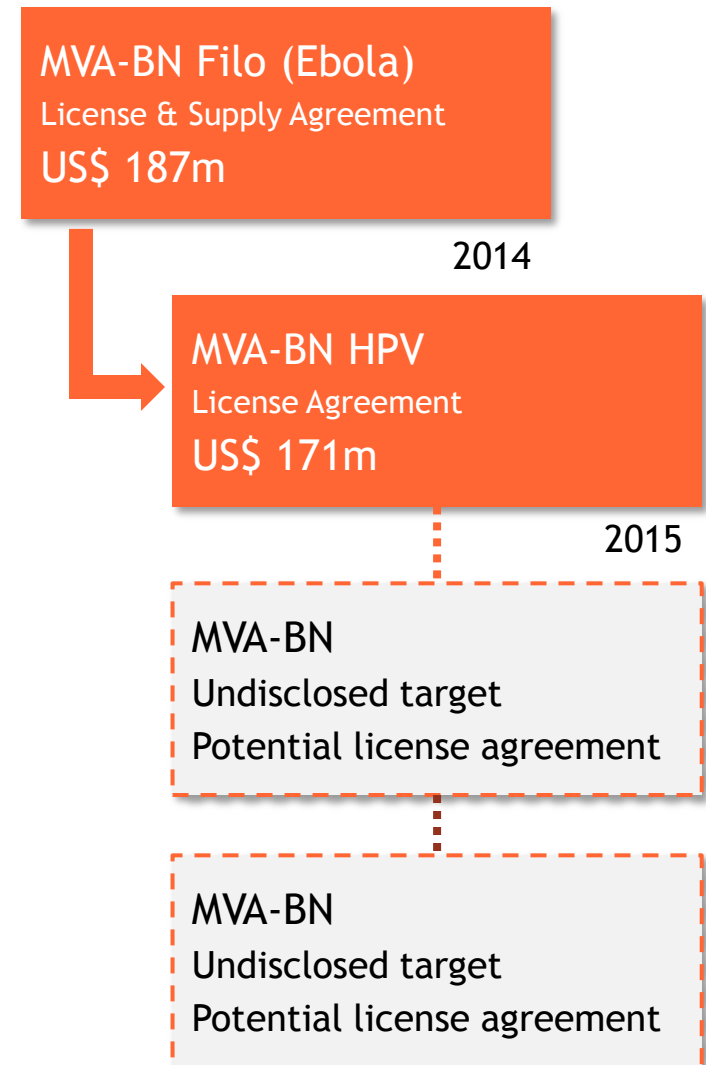 MVA-BN Filo (Ebola)
License & Supply Agreement
US$ 187m
2014
MVA-BN HPV
License Agreement
US$ 171m
2015
MVA-BN
Undisclosed target
Potential license agreement
MVA-BN
Undisclosed target
Potential license agreement